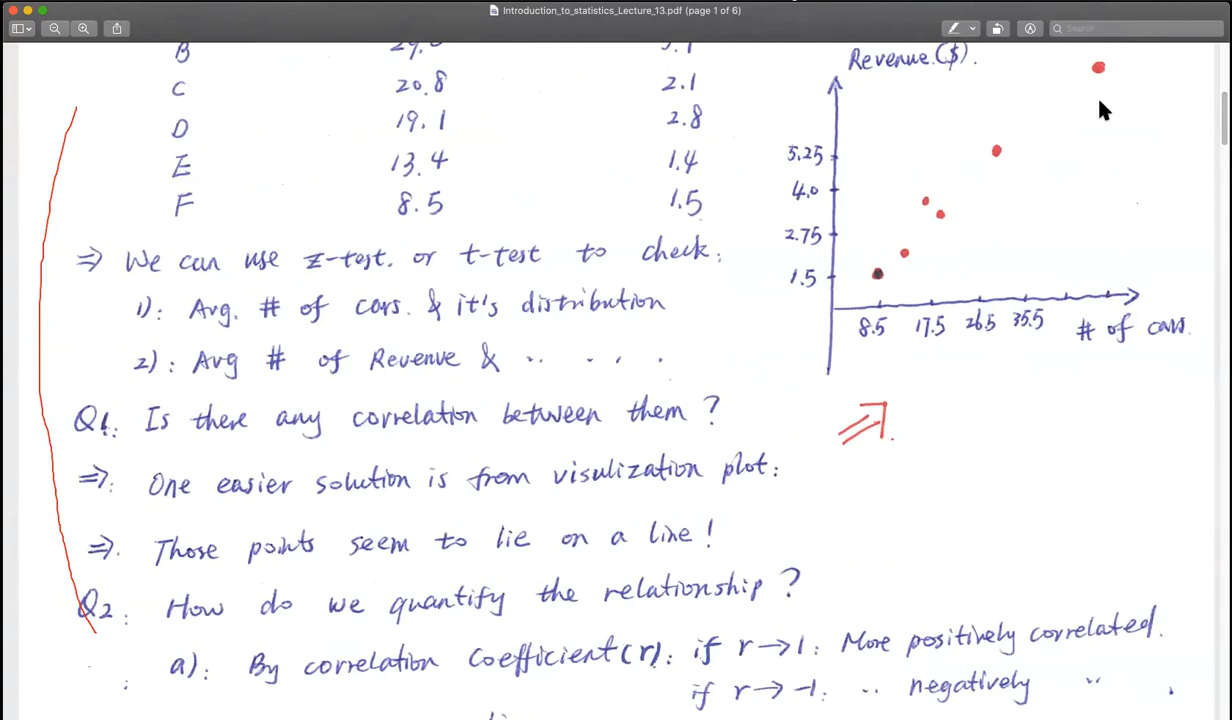 Introduction_to_statistics_Lecture_13.pdf (page 1 of 6)
Search
B
C 20.8 2.1
D 19.1 2.8
E 13.4 1.4
F 8.5 1.5
⇒ We can use z-test. or t-test to check:
1): Avg. # of cars. & it's distribution
2): Avg # of Revenue & .. . . .
Q1. Is there any correlation between them?
⇒. One easier solution is from visulization plot:
⇒. Those points seem to lie on a line!
Q2. How do we quantify the relationship?
a): By correlation coefficient(r): if r→1: More positively correlated.
if r→-1: .. negatively .. .
Revenue.($).
5.25
4.0
2.75
1.5
8.5 17.5 26.5 35.5
# of cars.